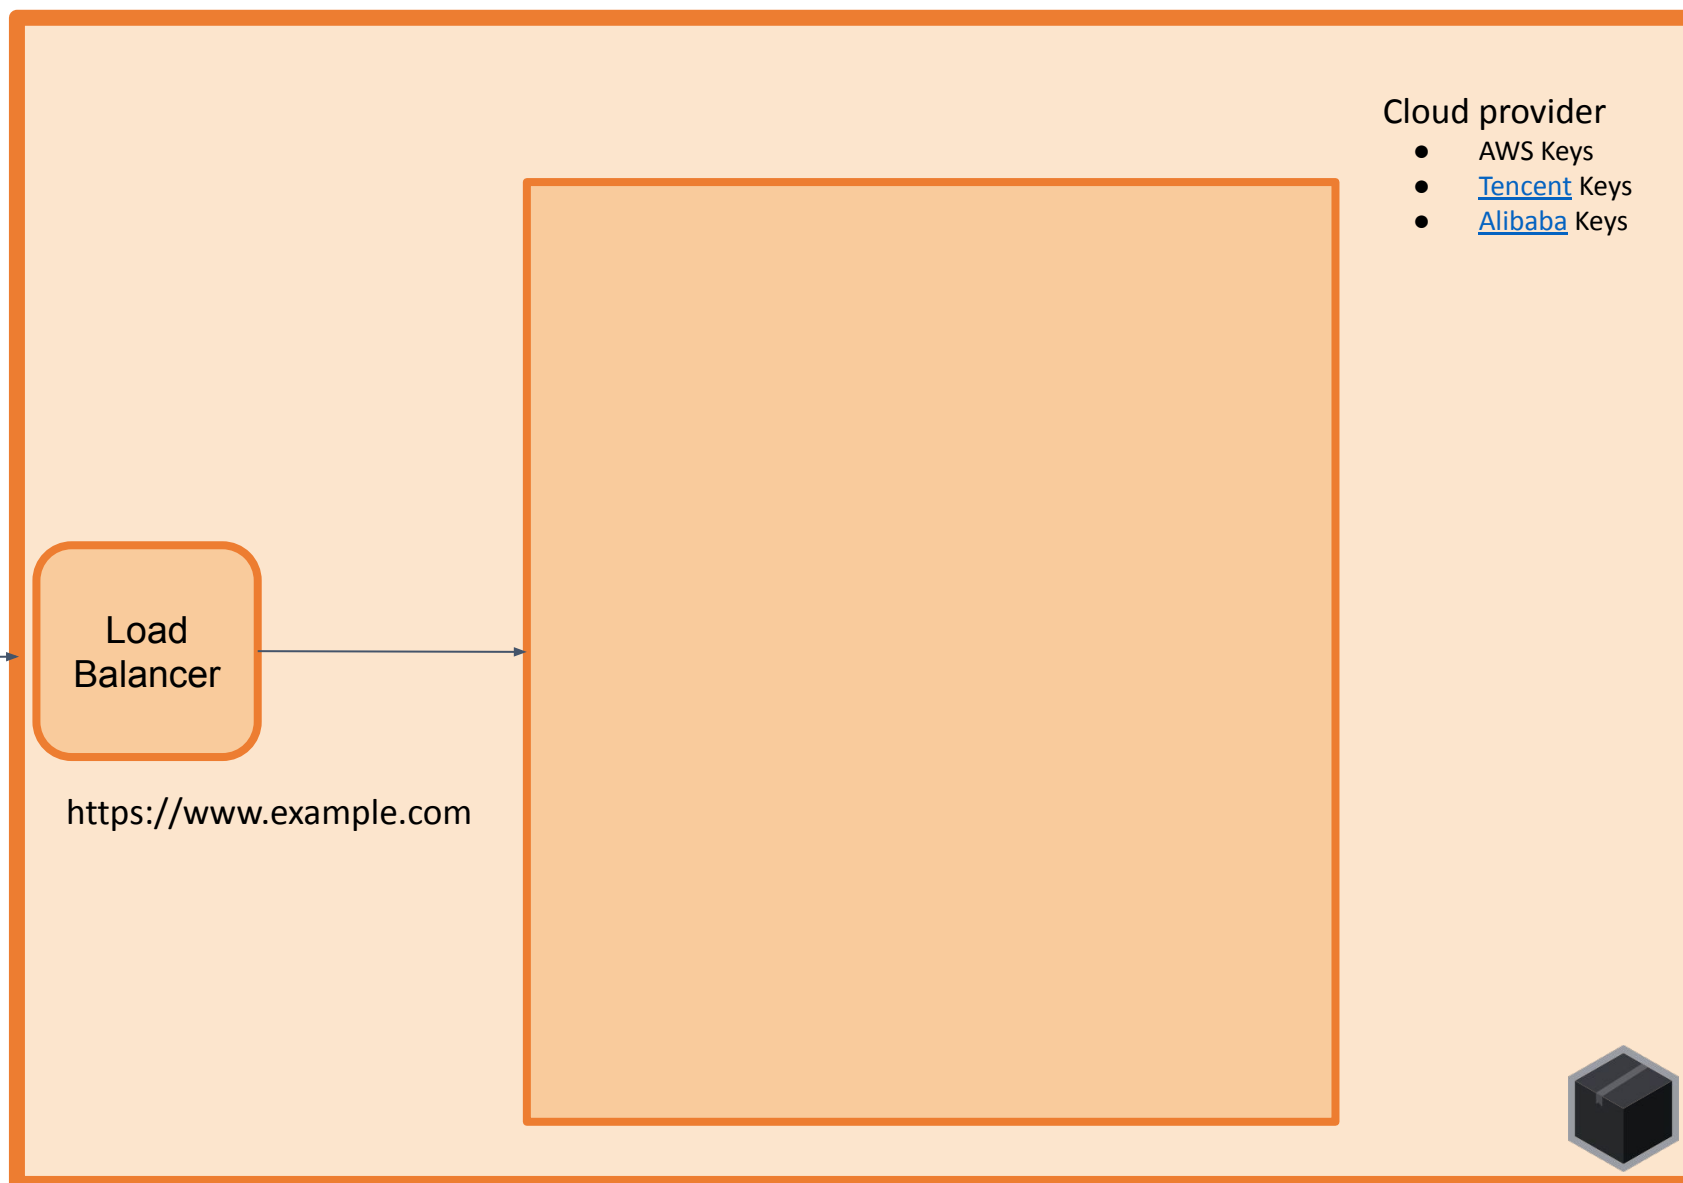 Cloud provider
● AWS Keys
● Tencent Keys
● Alibaba Keys
Load
Balancer
https://www.example.com